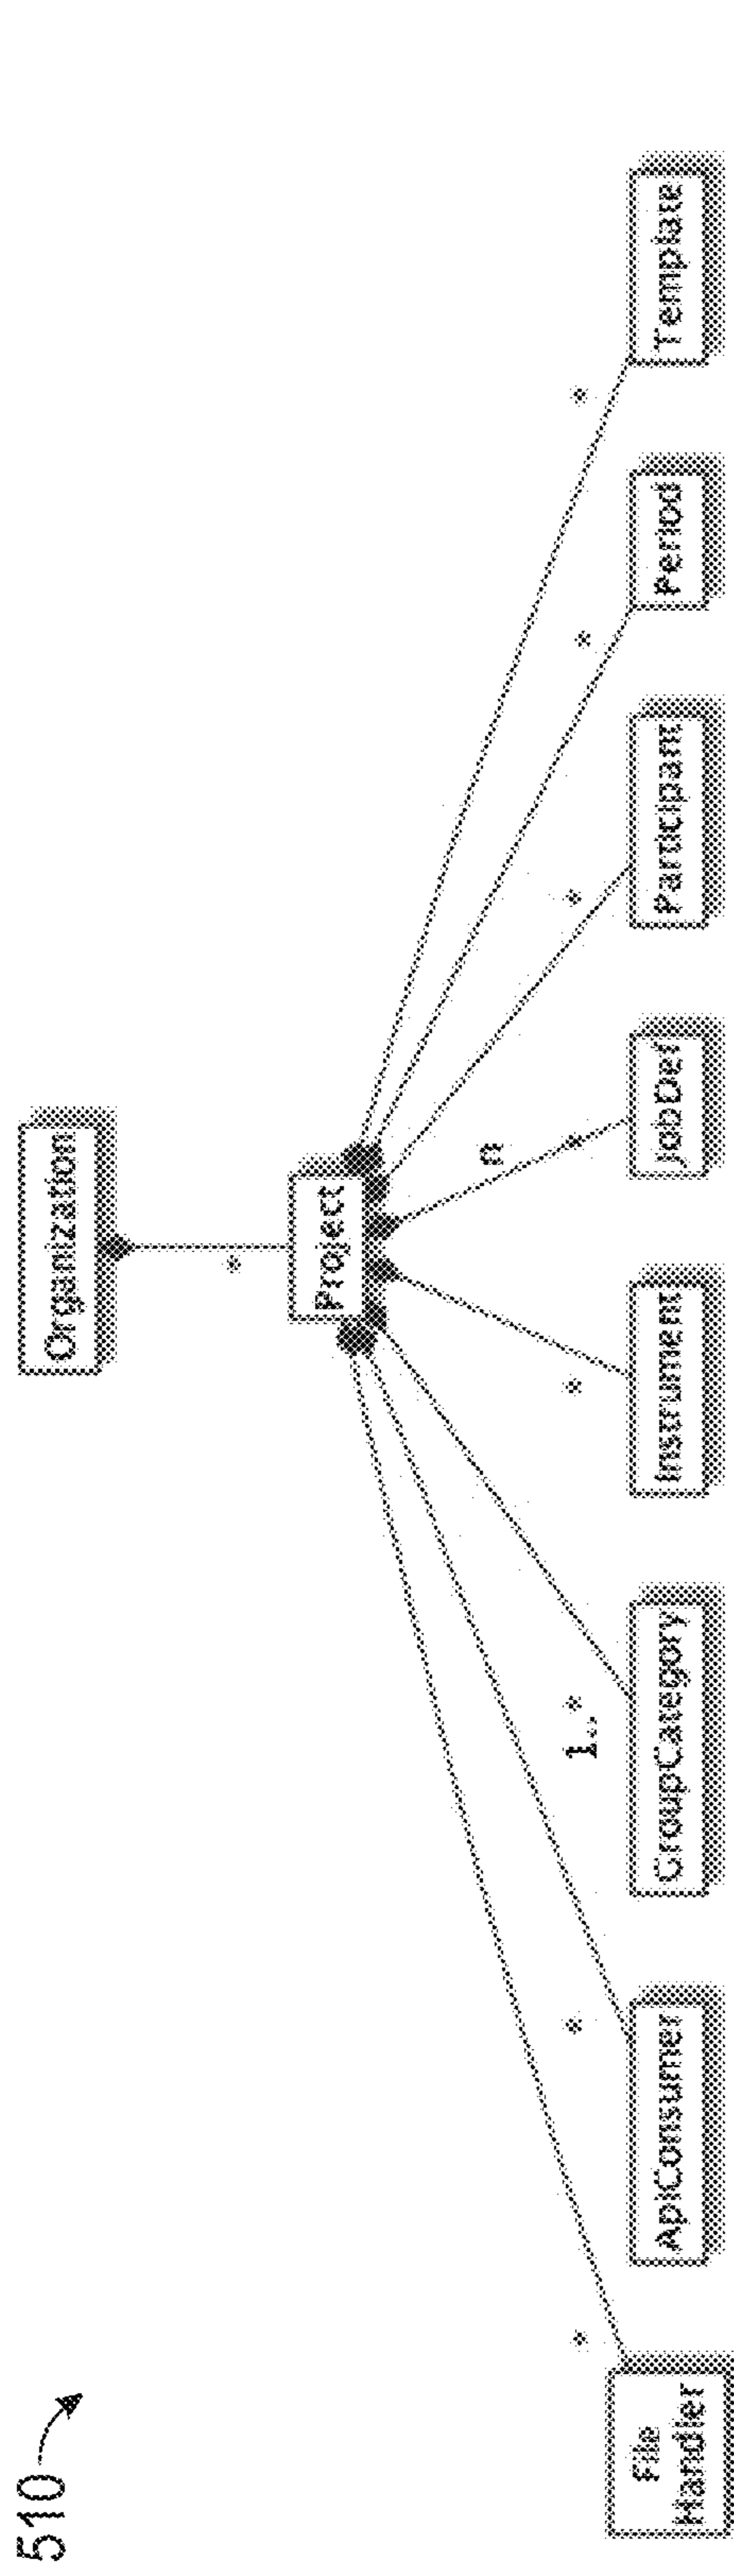 510
Organization
*
Project
n
*
*
1..*
*
*
*
*
*
File
Handler
ApiConsumer
GroupCategory
Instrument
JobDef
Participant
Period
Template